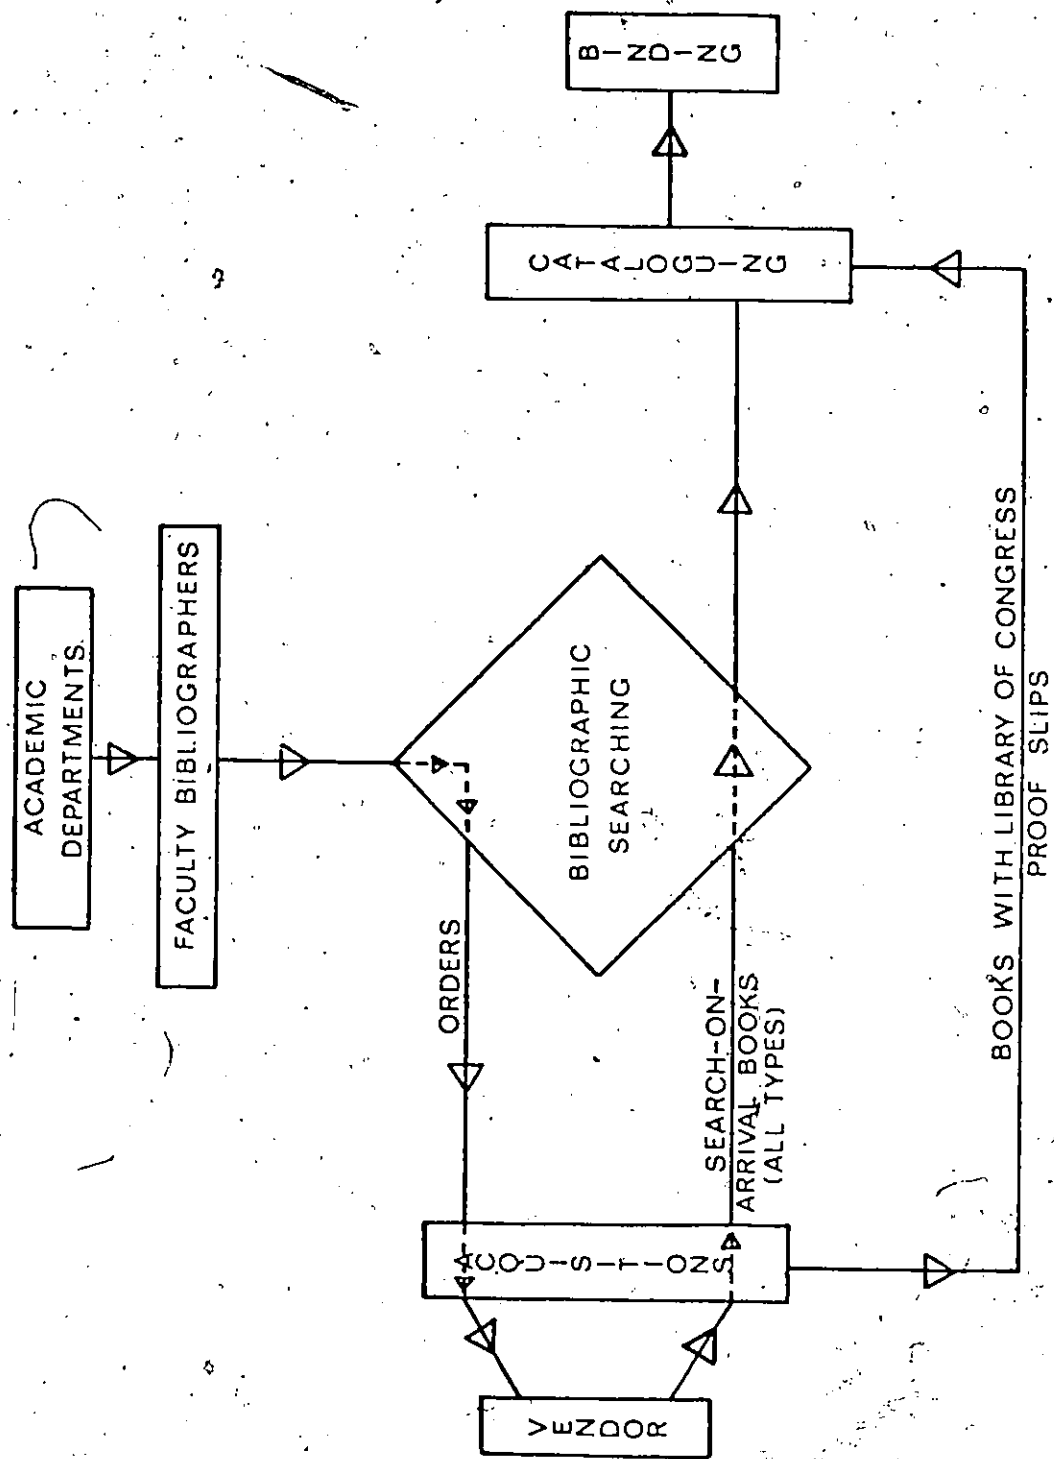 ACADEMIC
DEPARTMENTS.
FACULTY BIBLIOGRAPHERS
BIBLIOGRAPHIC
SEARCHING
ORDERS
SEARCH-ON-
ARRIVAL BOOKS
(ALL TYPES)
VENDOR
ACQUISITIONS
CATALOGUING
BINDING
BOOKS WITH LIBRARY OF CONGRESS
PROOF SLIPS